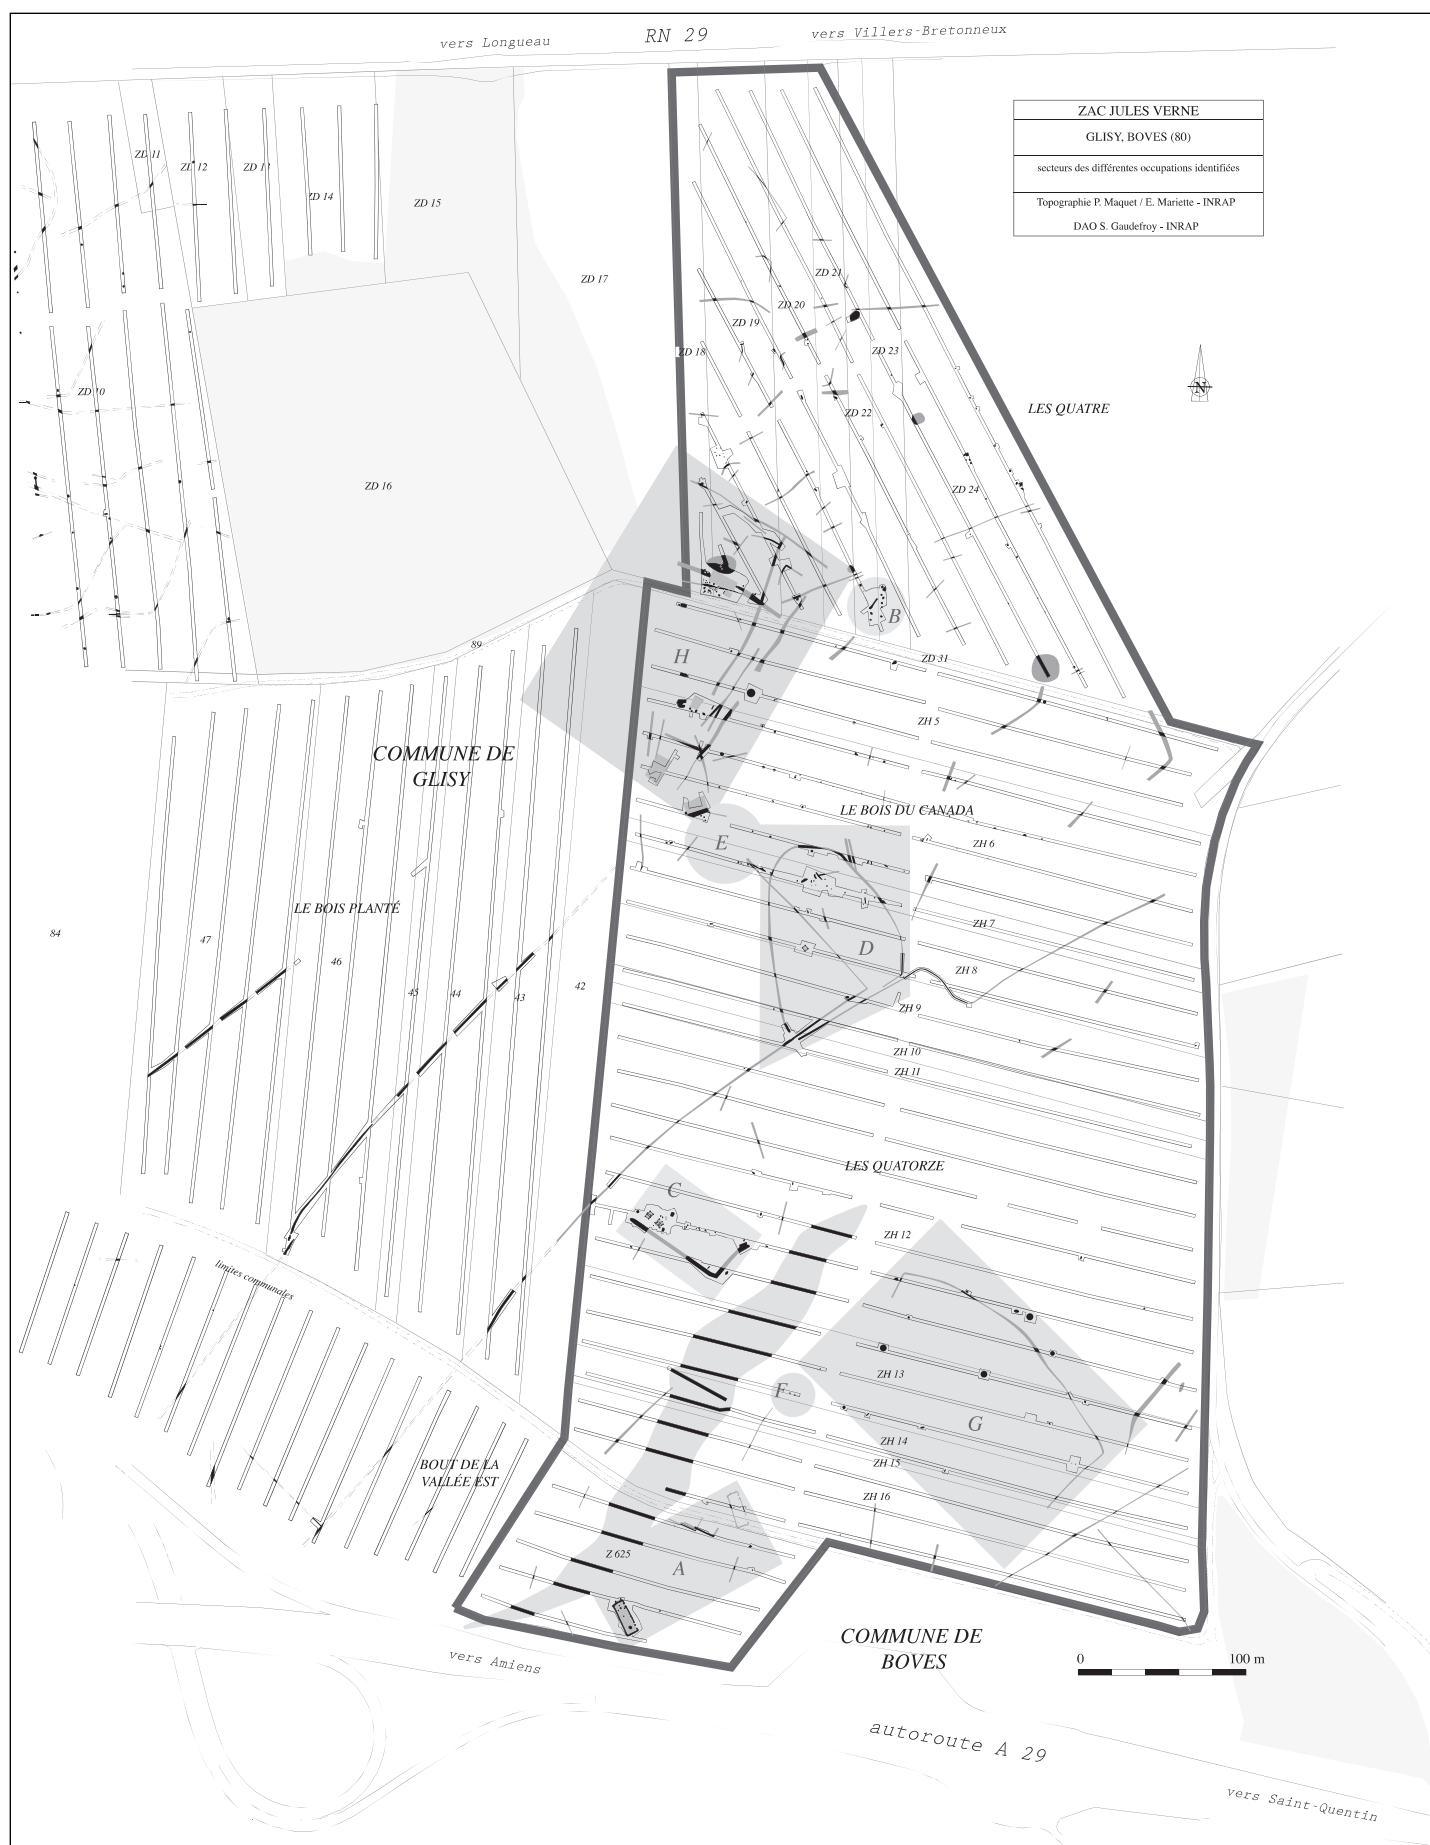 vers Longueau
RN 29
vers Villers-Bretonneux
ZAC JULES VERNE
GLISY, BOVES (80)
secteurs des différentes occupations identifiées
Topographie P. Maquet / E. Mariette - INRAP
DAO S. Gaudefroy - INRAP
ZD 11
ZD 12
ZD 13
ZD 14
ZD 15
ZD 17
ZD 21
ZD 20
ZD 19
ZD 18
ZD 23
N
ZD 10
ZD 22
LES QUATRE
ZD 16
ZD 24
B
89
H
ZD 31
ZH 5
COMMUNE DE
GLISY
LE BOIS DU CANADA
E
ZH 6
LE BOIS PLANTÉ
84
47
46
45
44
43
42
ZH 7
D
ZH 8
ZH 9
ZH 10
ZH 11
LES QUATORZE
C
ZH 12
limites communales
ZH 13
F
G
ZH 14
ZH 15
BOUT DE LA
VALLÉE EST
ZH 16
Z 625
A
COMMUNE DE
BOVES
vers Amiens
0
100 m
autoroute A 29
vers Saint-Quentin